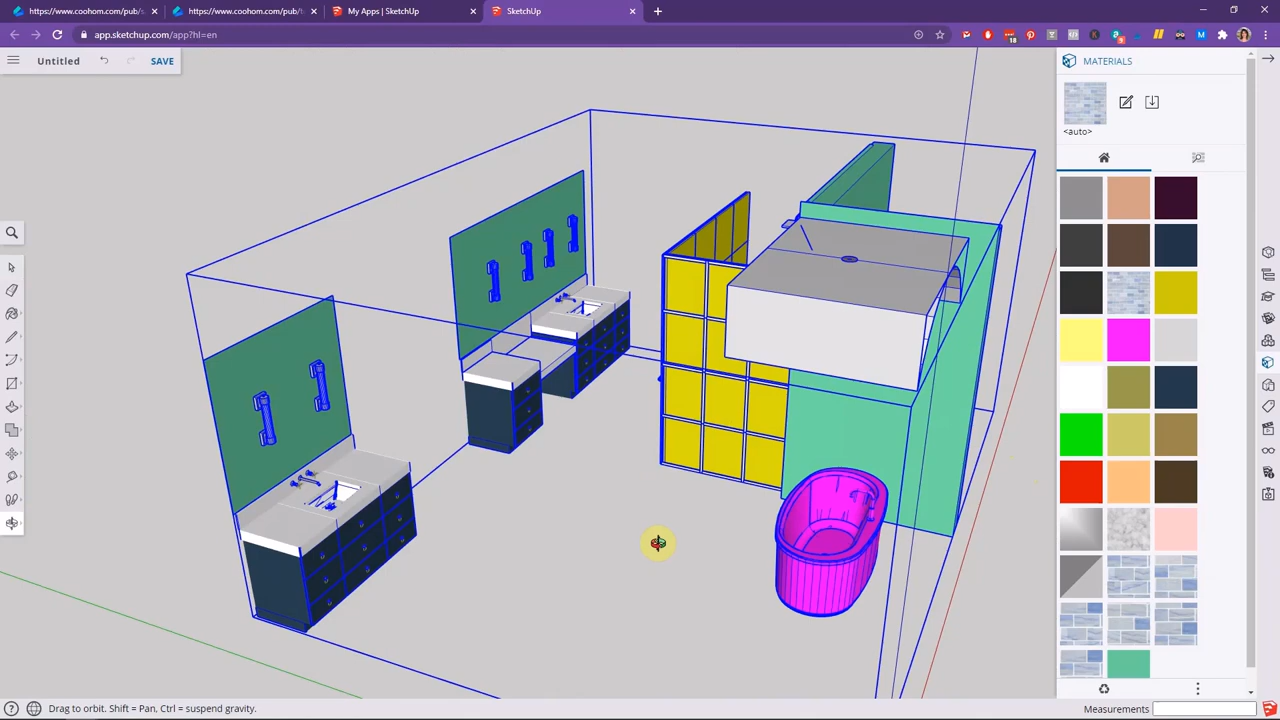 https://www.coohom.com/pub/s
https://www.coohom.com/pub/t
My Apps | SketchUp
SketchUp
app.sketchup.com/app?hl=en
Untitled
SAVE
MATERIALS
<auto>
Drag to orbit. Shift = Pan, Ctrl = suspend gravity.
Measurements